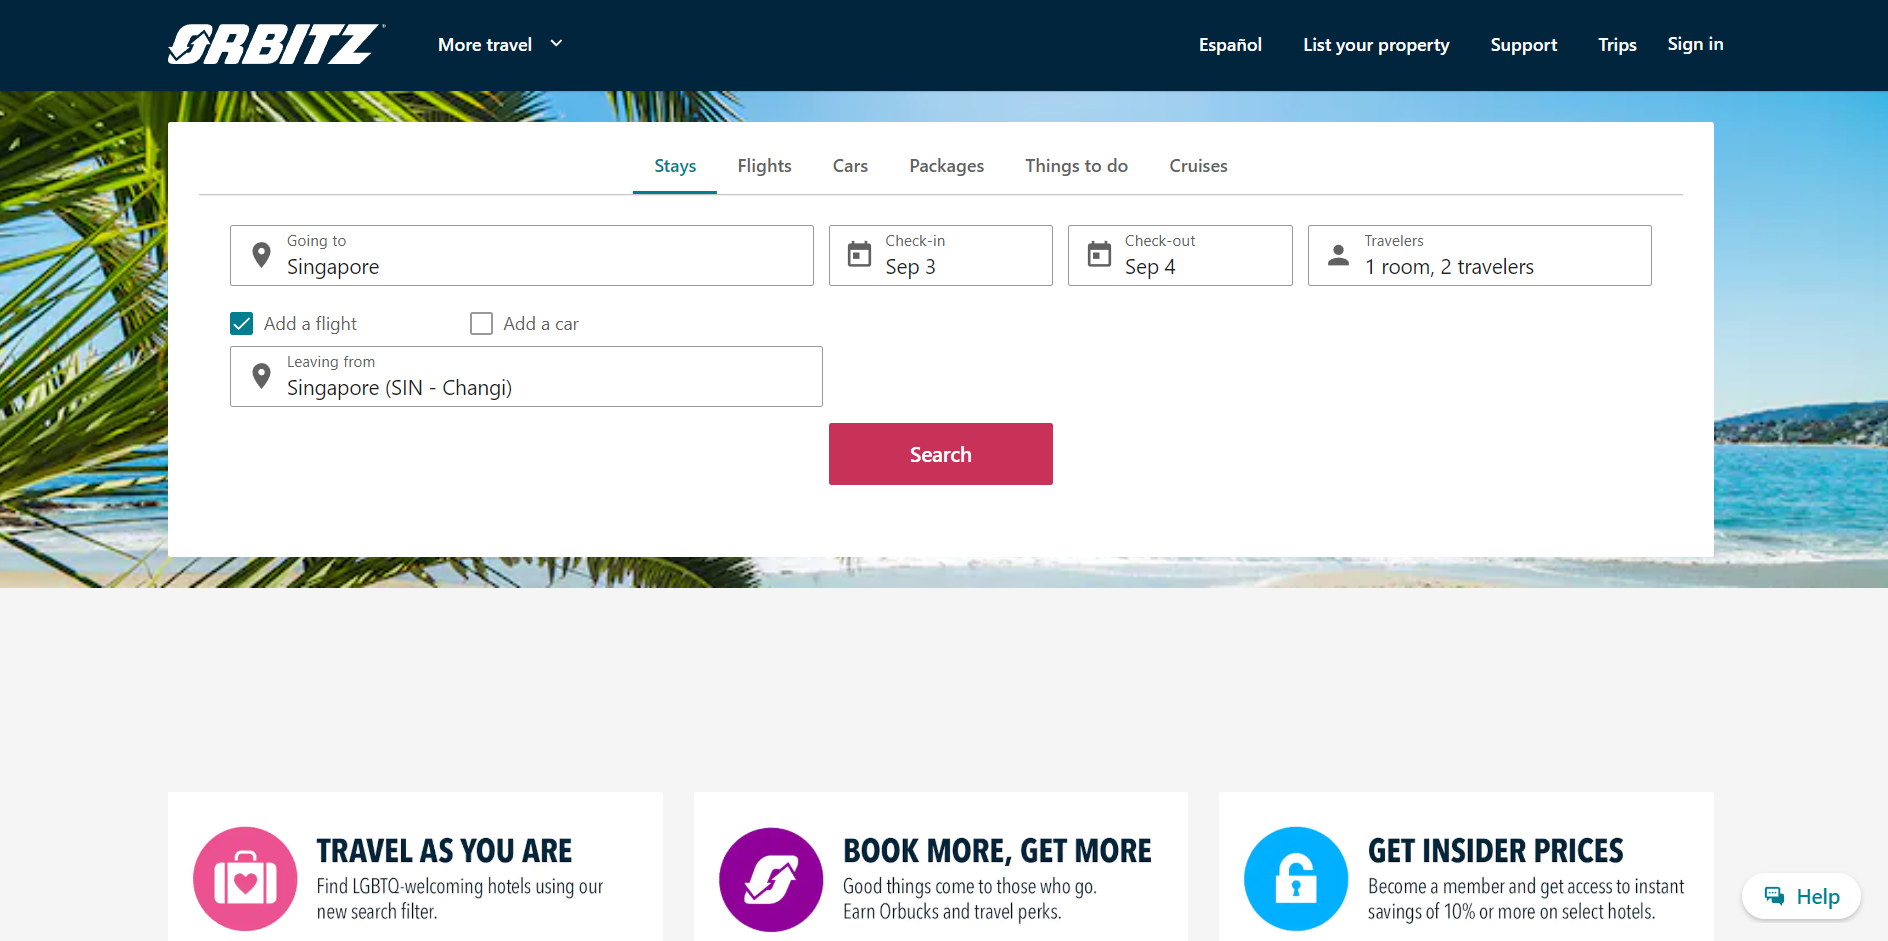 ORBITZ
More travel
Español
List your property
Support
Trips
Sign in
Stays
Flights
Cars
Packages
Things to do
Cruises
Going to
Singapore
Check-in
Sep 3
Check-out
Sep 4
Travelers
1 room, 2 travelers
Add a flight
Add a car
Leaving from
Singapore (SIN - Changi)
Search
TRAVEL AS YOU ARE
Find LGBTQ-welcoming hotels using our
new search filter.
BOOK MORE, GET MORE
Good things come to those who go.
Earn Orbucks and travel perks.
GET INSIDER PRICES
Become a member and get access to instant
savings of 10% or more on select hotels.
Help